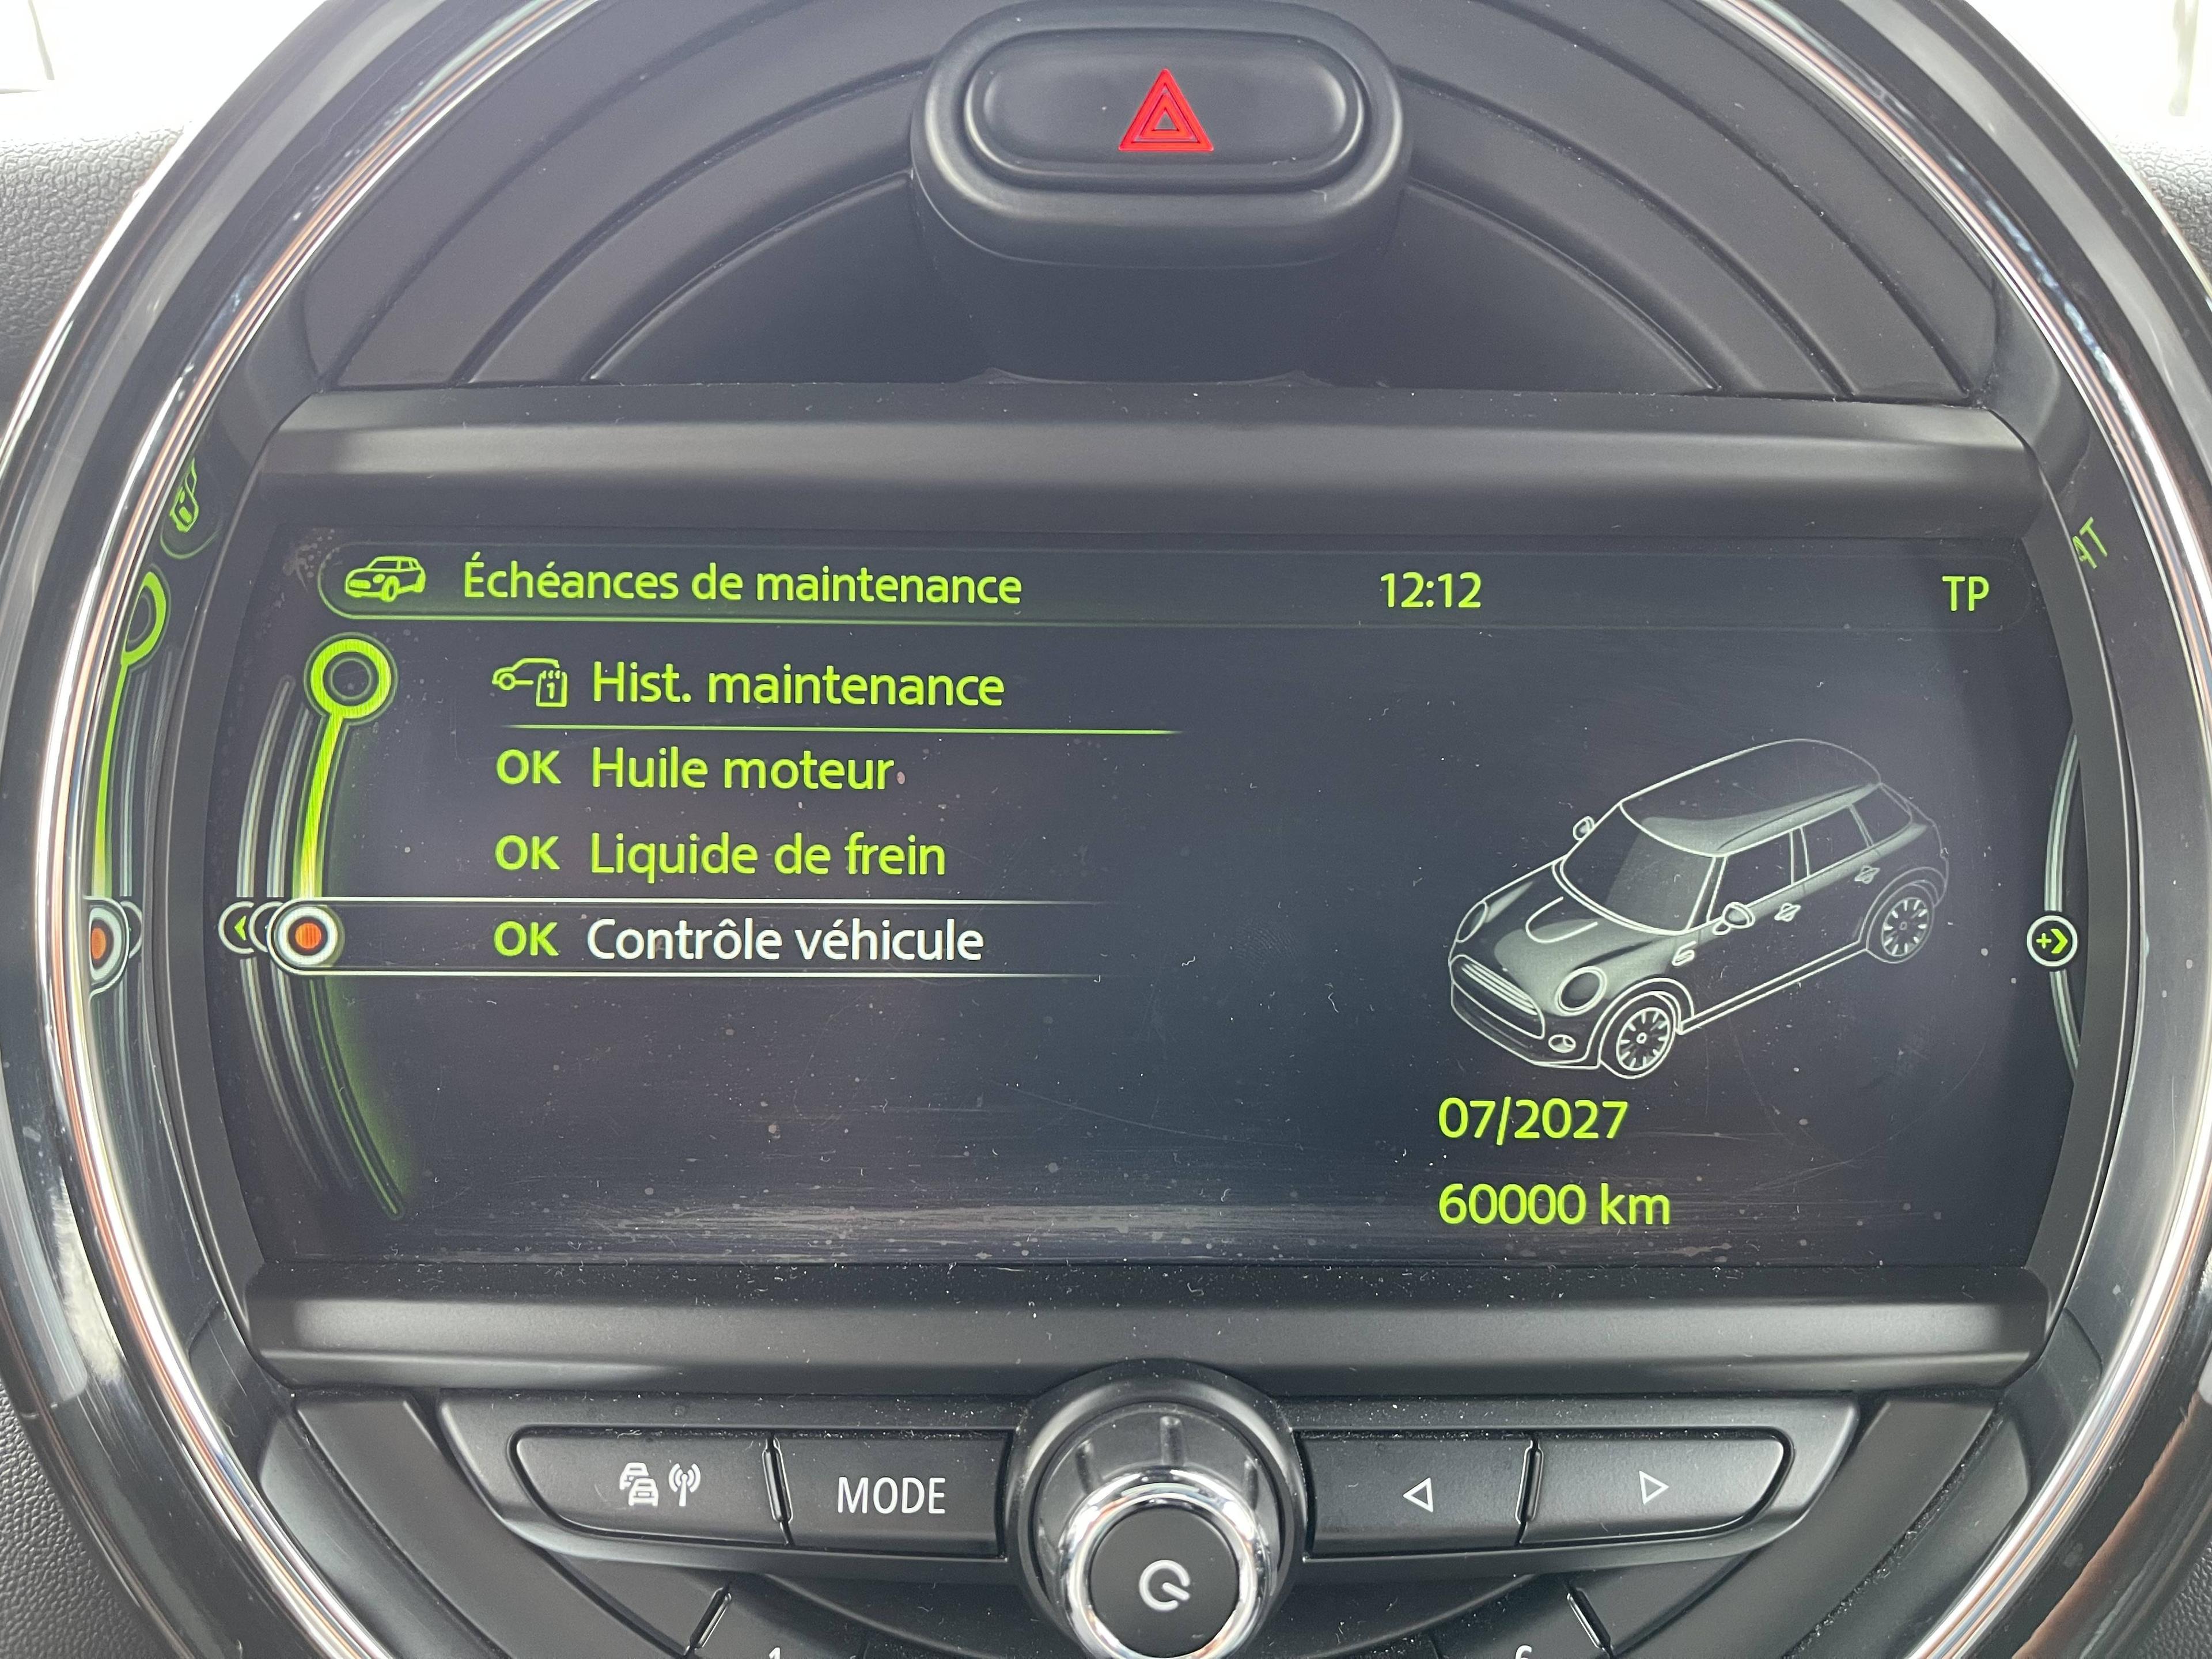 Échéances de maintenance 12:12 TP
Hist. maintenance
OK Huile moteur
OK Liquide de frein
OK Contrôle véhicule
07/2027
60000 km
MODE